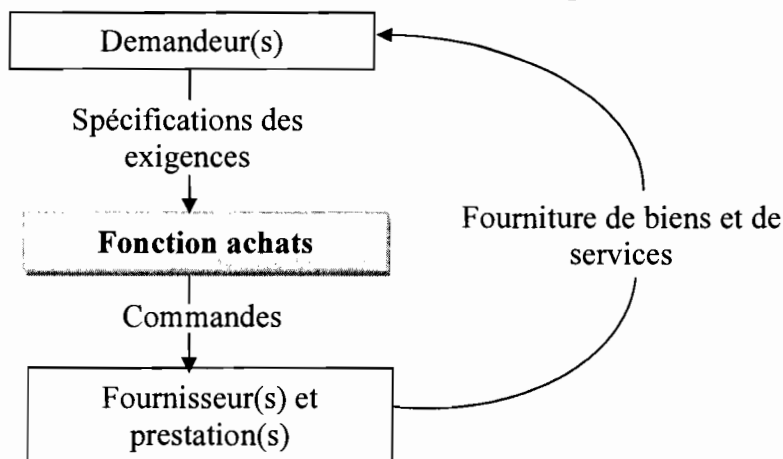 Demandeur(s)
Spécifications des
exigences
Fonction achats
Commandes
Fournisseur(s) et
prestation(s)
Fourniture de biens et de
services